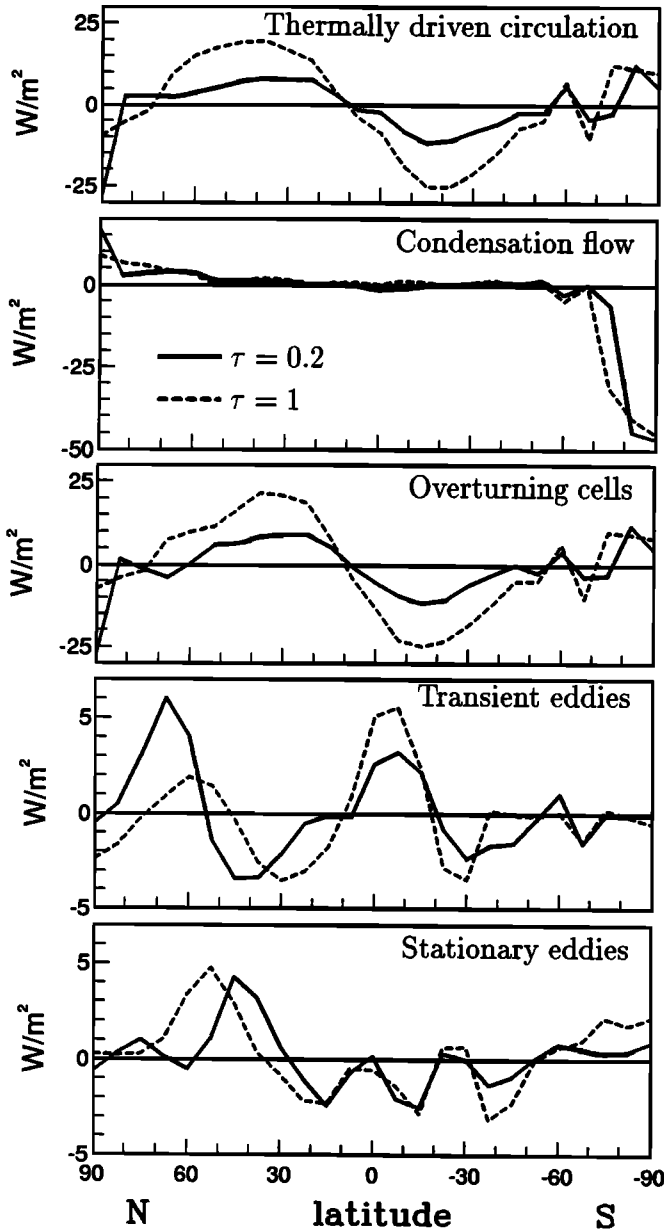 Thermally driven circulation
25
0
-25
W/m²
Condensation flow
0
-25
-50
W/m²
τ = 0.2
τ = 1
Overturning cells
25
0
-25
W/m²
Transient eddies
5
0
-5
W/m²
Stationary eddies
5
0
-5
W/m²
90 60 30 0 -30 -60 -90
N latitude S